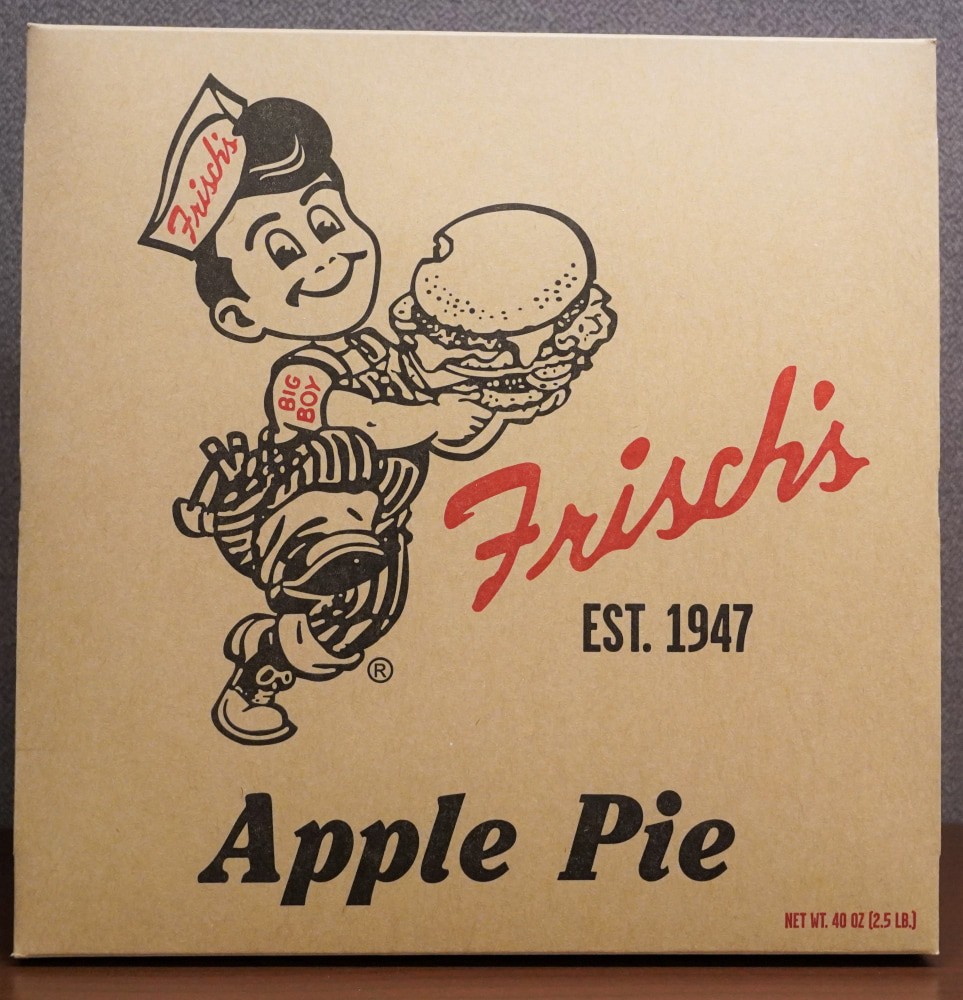 Frisch's
BIG
BOY
Frisch's
EST. 1947
®
Apple Pie
NET WT. 40 OZ (2.5 LB.)